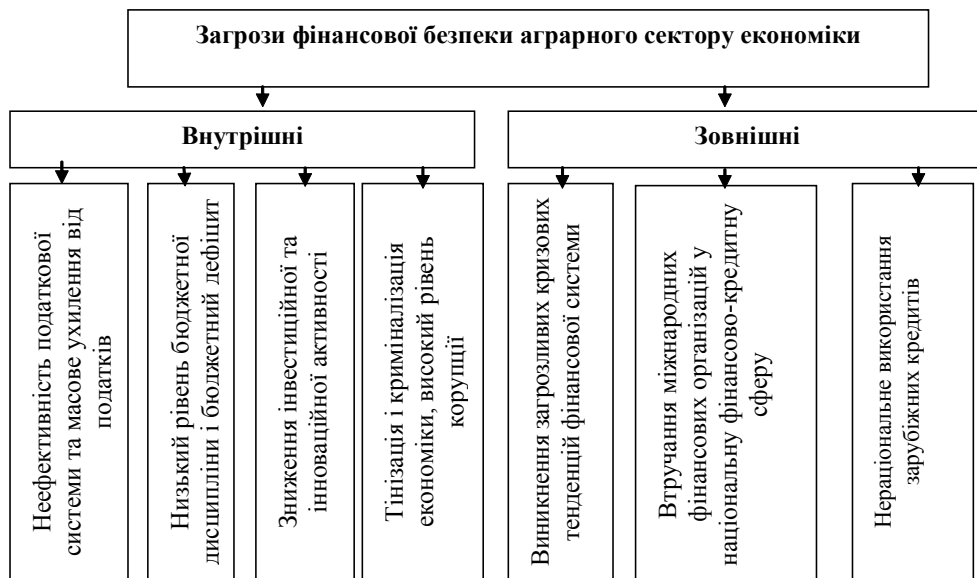 Загрози фінансової безпеки аграрного сектору економіки
Внутрішні
Зовнішні
Неефективність податкової
системи та масове ухилення від
податків
Низький рівень бюджетної
дисципліни і бюджетний дефіцит
Зниження інвестиційної та
інноваційної активності
Тінізація і криміналізація
економіки, високий рівень
корупції
Виникнення загрозливих кризових
тенденцій фінансової системи
Втручання міжнародних
фінансових організацій у
національну фінансово-кредитну
сферу
Нераціональне використання
зарубіжних кредитів